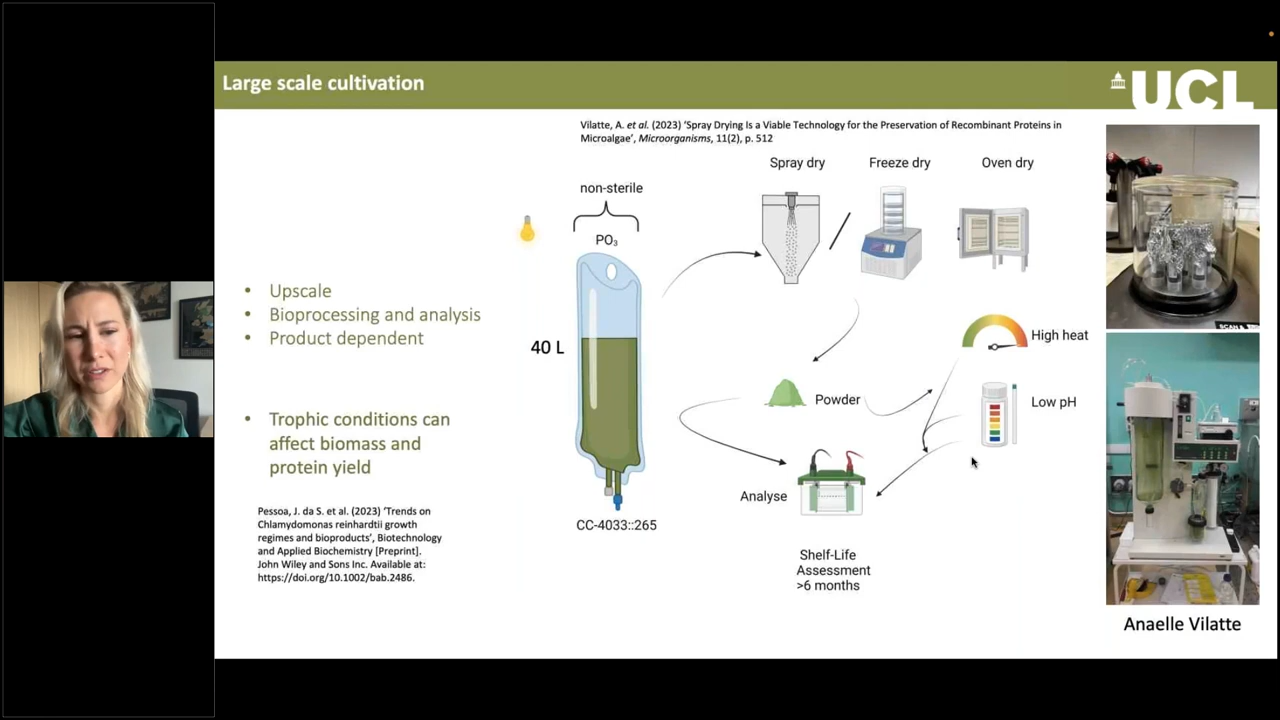 Large scale cultivation
UCL
Vilatte, A. et al. (2023) ‘Spray Drying Is a Viable Technology for the Preservation of Recombinant Proteins in
Microalgae’, Microorganisms, 11(2), p. 512
Spray dry
Freeze dry
Oven dry
non-sterile
PO₃
• Upscale
• Bioprocessing and analysis
• Product dependent
40 L
High heat
Powder
Low pH
• Trophic conditions can
affect biomass and
protein yield
Analyse
CC-4033::265
Pessoa, J. da S. et al. (2023) ‘Trends on
Chlamydomonas reinhardtii growth
regimes and bioproducts’, Biotechnology
and Applied Biochemistry [Preprint].
John Wiley and Sons Inc. Available at:
https://doi.org/10.1002/bab.2486.
Shelf-Life
Assessment
>6 months
Anaelle Vilatte